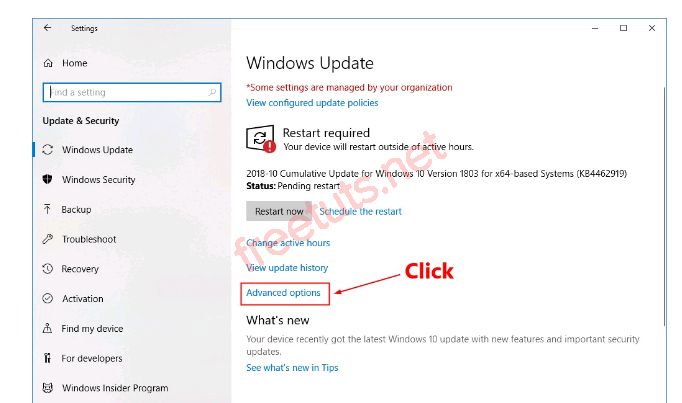 Settings
Home
Find a setting
Update & Security
Windows Update
Windows Security
Backup
Troubleshoot
Recovery
Activation
Find my device
For developers
Windows Insider Program
Windows Update
*Some settings are managed by your organization
View configured update policies
Restart required
Your device will restart outside of active hours.
2018-10 Cumulative Update for Windows 10 Version 1803 for x64-based Systems (KB4462919)
Status: Pending restart
Restart now Schedule the restart
Change active hours
View update history
Advanced options
Click
What's new
Your device recently got the latest Windows 10 update with new features and important security
updates.
See what's new in Tips
freetuts.net